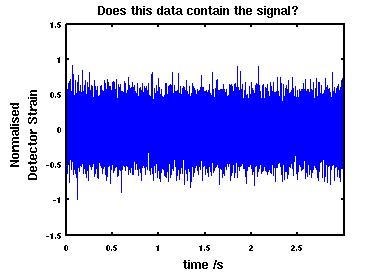 Does this data contain the signal?
1.5
1
0.5
0
-0.5
-1
-1.5
Normalised
Detector Strain
0 0.5 1 1.5 2 2.5
time /s